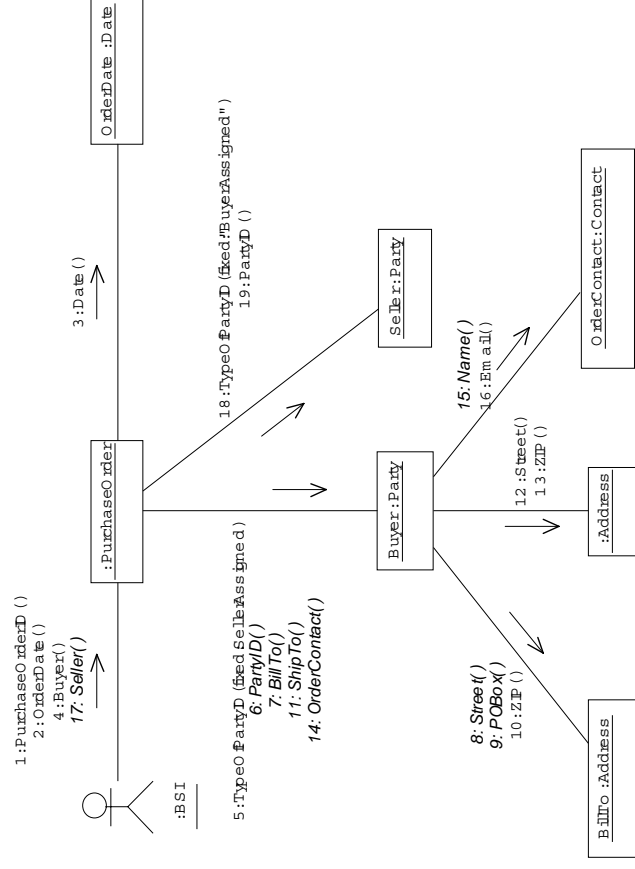 1:PurchaseOrderID()
2:OrderDate()
4:Buyer()
17: Seller()
:BSI
:PurchaseOrder
3:Date()
OrderDate :Date
5:TypeOfPartyID(fixed:SellerAssigned)
6: PartyID()
7: BillTo()
11: ShipTo()
14: OrderContact()
18:TypeOfPartyID(fixed:"BuyerAssigned")
19:PartyID()
Buyer:Party
Seller:Party
8: Street()
9: POBox()
10:ZIP()
12:Street()
13:ZIP()
15: Name()
16:Email()
BillTo :Address
:Address
OrderContact:Contact